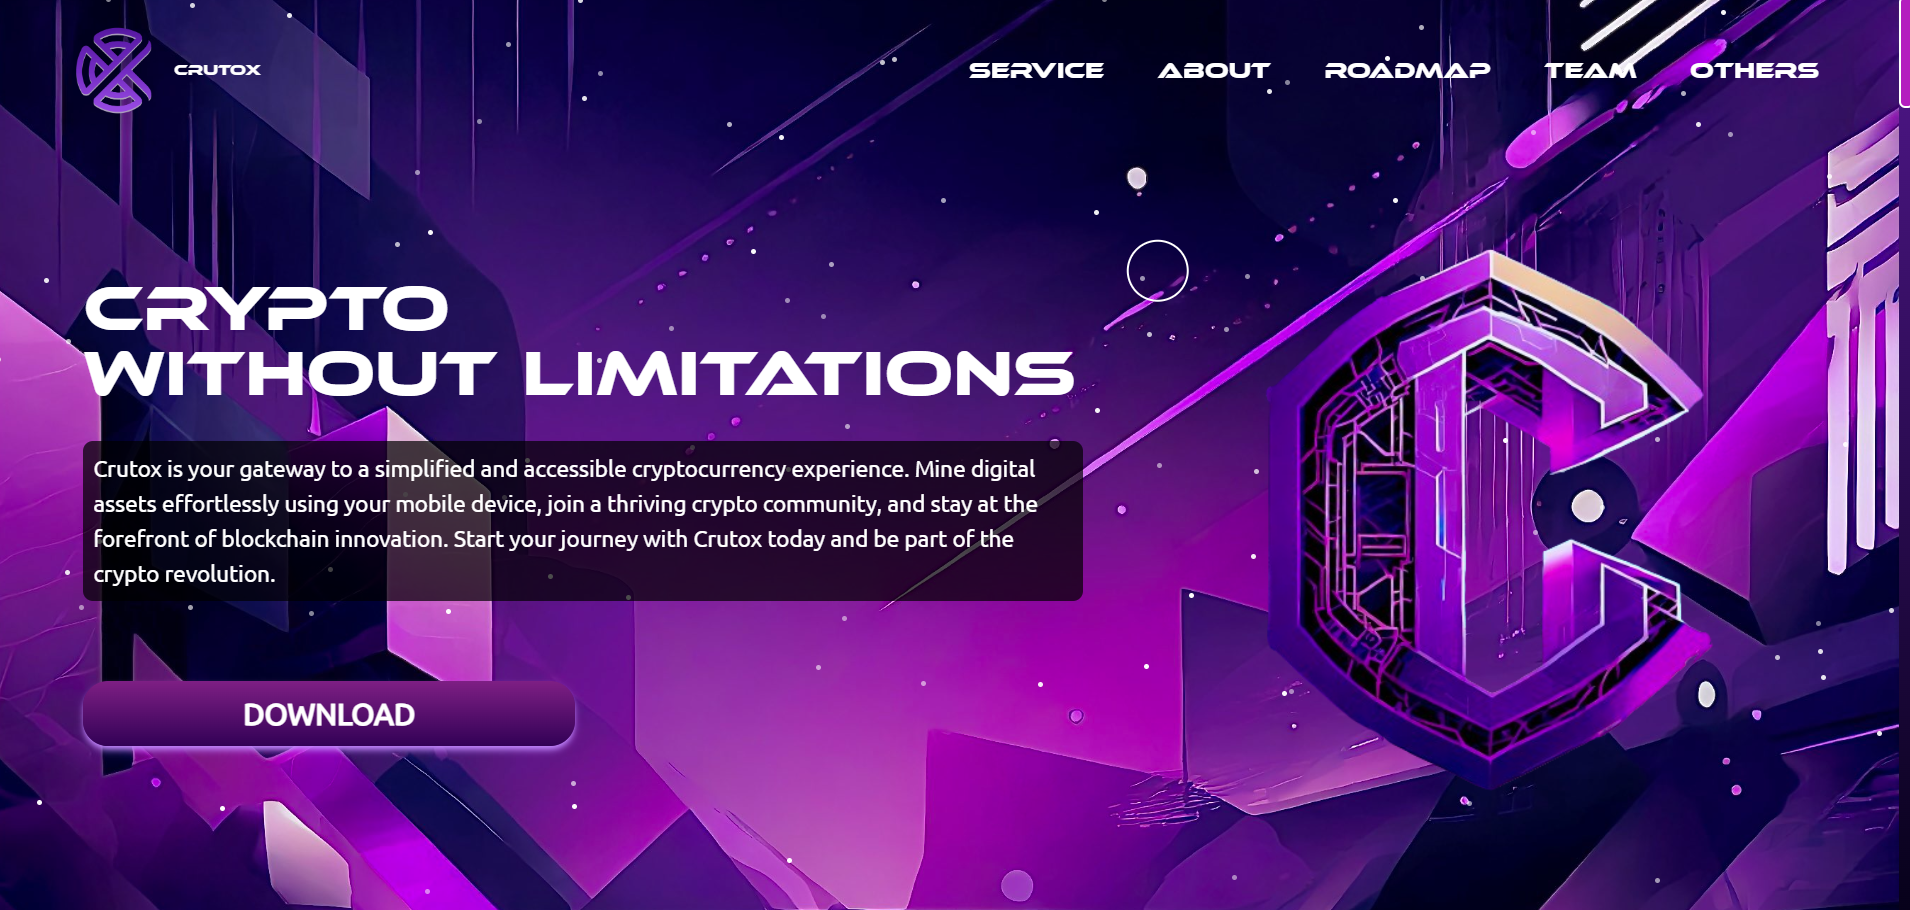 CRUTOX
SERVICE
ABOUT
ROADMAP
TEAM
OTHERS
CRYPTO
WITHOUT LIMITATIONS
Crutox is your gateway to a simplified and accessible cryptocurrency experience. Mine digital
assets effortlessly using your mobile device, join a thriving crypto community, and stay at the
forefront of blockchain innovation. Start your journey with Crutox today and be part of the
crypto revolution.
DOWNLOAD